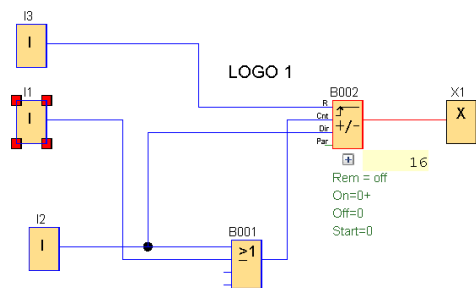 I3
I
LOGO 1
I1
I
B002
R
Cnt
Dir
Par
+/-
X1
X
+
16
Rem = off
On=0+
Off=0
Start=0
I2
I
B001
≥1